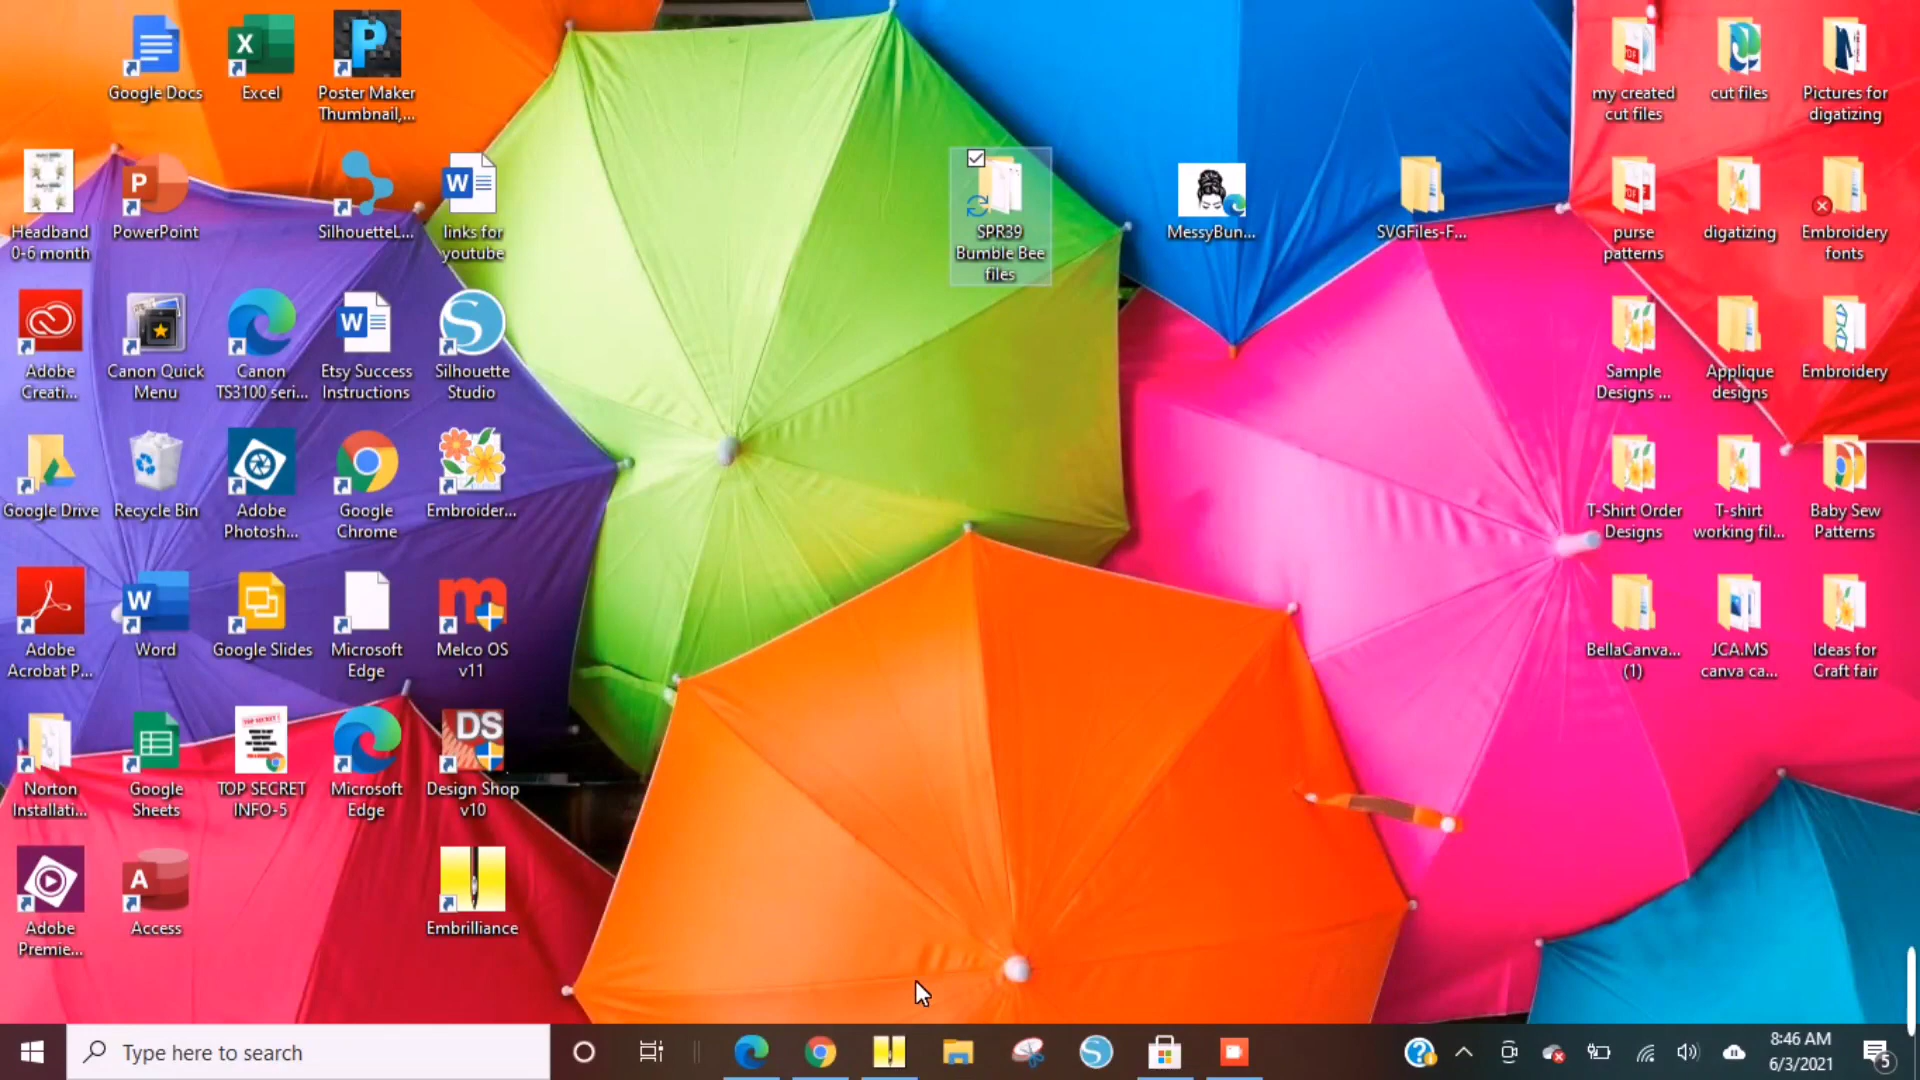 Google Docs
Excel
Poster Maker
Thumbnail,...
my created
cut files
cut files
Pictures for
digatizing
Headband
0-6 month
PowerPoint
SilhouetteL...
links for
youtube
SPR39
Bumble Bee
files
MessyBun...
SVGFiles-F...
purse
patterns
digatizing
Embroidery
fonts
Adobe
Creati...
Canon Quick
Menu
Canon
TS3100 seri...
Etsy Success
Instructions
Silhouette
Studio
Sample
Designs ...
Applique
designs
Embroidery
Google Drive
Recycle Bin
Adobe
Photosh...
Google
Chrome
Embroider...
T-Shirt Order
Designs
T-shirt
working fil...
Baby Sew
Patterns
Adobe
Acrobat P...
Word
Google Slides
Microsoft
Edge
Melco OS
v11
BellaCanva...
(1)
JCA.MS
canva ca...
Ideas for
Craft fair
Norton
Installati...
Google
Sheets
TOP SECRET
INFO-5
Microsoft
Edge
DS
Design Shop
v10
Adobe
Premie...
Access
Embrilliance
Type here to search
8:46 AM
6/3/2021
5